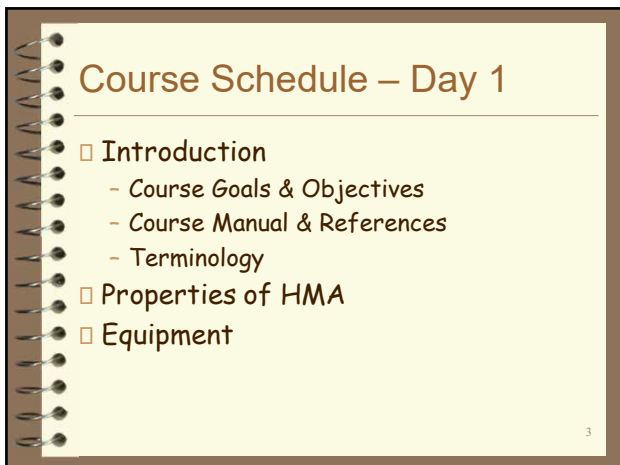 Course Schedule – Day 1
Introduction
– Course Goals & Objectives
– Course Manual & References
– Terminology
Properties of HMA
Equipment
3